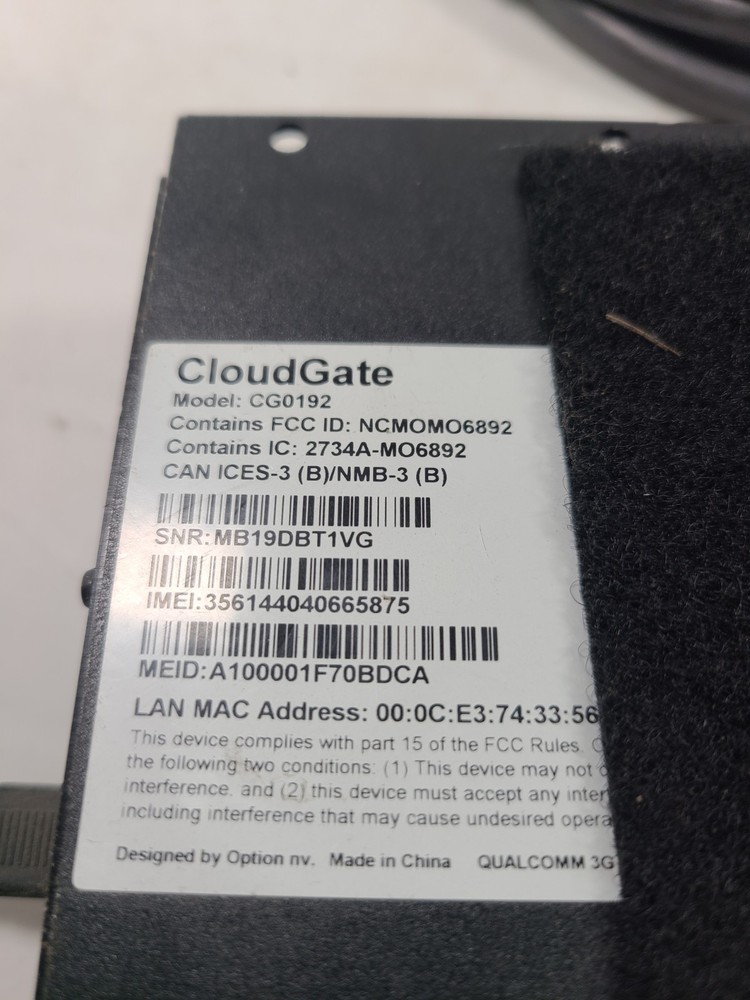 CloudGate
Model: CG0192
Contains FCC ID: NCMOMO6892
Contains IC: 2734A-MO6892
CAN ICES-3 (B)/NMB-3 (B)
SNR:MB19DBT1VG
IMEI:356144040665875
MEID:A100001F70BDCA
LAN MAC Address: 00:0C:E3:74:33:56
This device complies with part 15 of the FCC Rules.
the following two conditions: (1) This device may not
interference, and (2) this device must accept any
including interference that may cause undesired
Designed by Option nv. Made in China QUALCOMM 3G